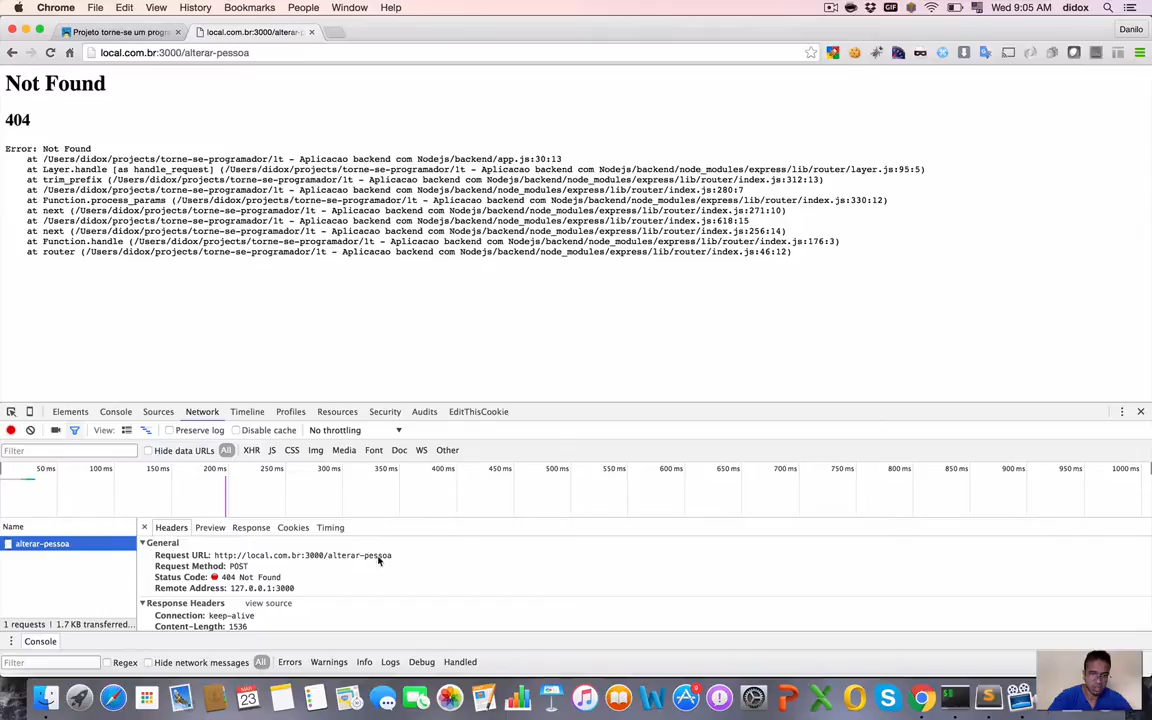 Chrome File Edit View History Bookmarks People Window Help
GIF Wed 9:05 AM didox
Projeto torne-se um progra
local.com.br:3000/alterar-p
Danilo
local.com.br:3000/alterar-pessoa
Not Found
404
Error: Not Found
at /Users/didox/projects/torne-se-programador/1t - Aplicacao backend com Nodejs/backend/app.js:30:13
at Layer.handle [as handle_request] (/Users/didox/projects/torne-se-programador/1t - Aplicacao backend com Nodejs/backend/node_modules/express/lib/router/layer.js:95:5)
at trim_prefix (/Users/didox/projects/torne-se-programador/1t - Aplicacao backend com Nodejs/backend/node_modules/express/lib/router/index.js:312:13)
at /Users/didox/projects/torne-se-programador/1t - Aplicacao backend com Nodejs/backend/node_modules/express/lib/router/index.js:280:7
at Function.process_params (/Users/didox/projects/torne-se-programador/1t - Aplicacao backend com Nodejs/backend/node_modules/express/lib/router/index.js:330:12)
at next (/Users/didox/projects/torne-se-programador/1t - Aplicacao backend com Nodejs/backend/node_modules/express/lib/router/index.js:271:10)
at /Users/didox/projects/torne-se-programador/1t - Aplicacao backend com Nodejs/backend/node_modules/express/lib/router/index.js:618:15
at next (/Users/didox/projects/torne-se-programador/1t - Aplicacao backend com Nodejs/backend/node_modules/express/lib/router/index.js:256:14)
at Function.handle (/Users/didox/projects/torne-se-programador/1t - Aplicacao backend com Nodejs/backend/node_modules/express/lib/router/index.js:176:3)
at router (/Users/didox/projects/torne-se-programador/1t - Aplicacao backend com Nodejs/backend/node_modules/express/lib/router/index.js:46:12)
Elements Console Sources Network Timeline Profiles Resources Security Audits EditThisCookie
View: Preserve log Disable cache No throttling
Filter Hide data URLs All XHR JS CSS Img Media Font Doc WS Other
50 ms 100 ms 150 ms 200 ms 250 ms 300 ms 350 ms 400 ms 450 ms 500 ms 550 ms 600 ms 650 ms 700 ms 750 ms 800 ms 850 ms 900 ms 950 ms 1000 ms
Name Headers Preview Response Cookies Timing
alterar-pessoa
General
Request URL: http://local.com.br:3000/alterar-pessoa
Request Method: POST
Status Code: 404 Not Found
Remote Address: 127.0.0.1:3000
Response Headers view source
Connection: keep-alive
Content-Length: 1536
1 requests | 1.7 KB transferred...
Console
Filter Regex Hide network messages All Errors Warnings Info Logs Debug Handled